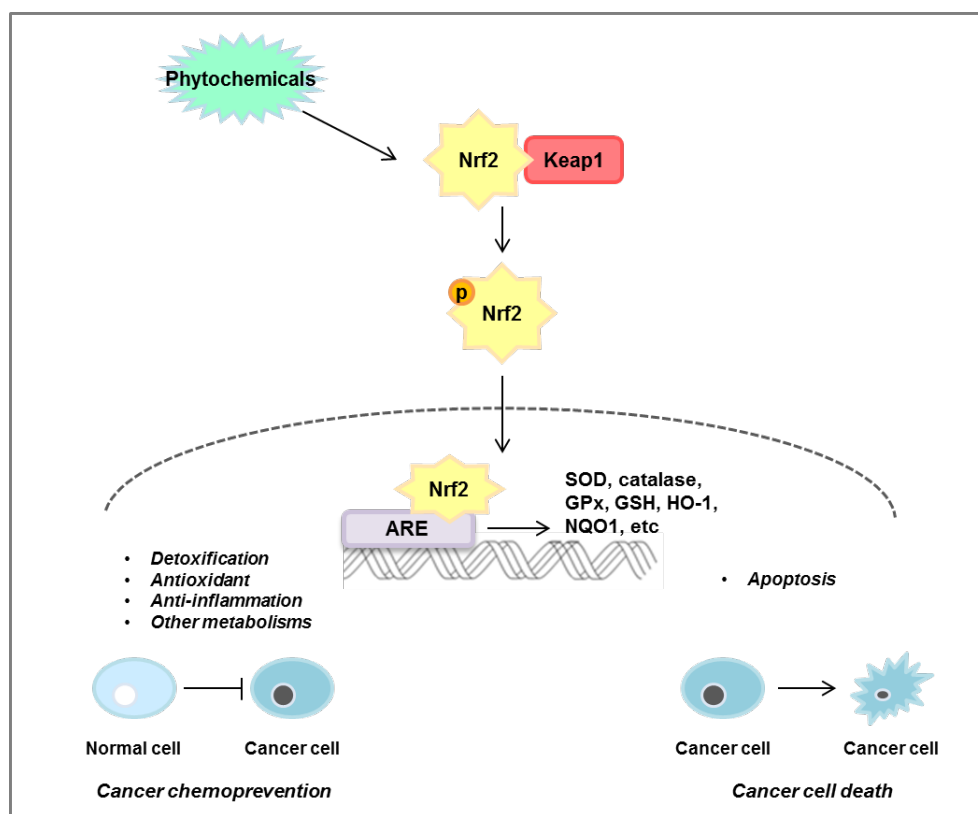 Phytochemicals
Nrf2
Keap1
p
Nrf2
Nrf2
ARE
SOD, catalase,
GPx, GSH, HO-1,
NQO1, etc
• Detoxification
• Antioxidant
• Anti-inflammation
• Other metabolisms
• Apoptosis
Normal cell
Cancer cell
Cancer cell
Cancer cell
Cancer chemoprevention
Cancer cell death